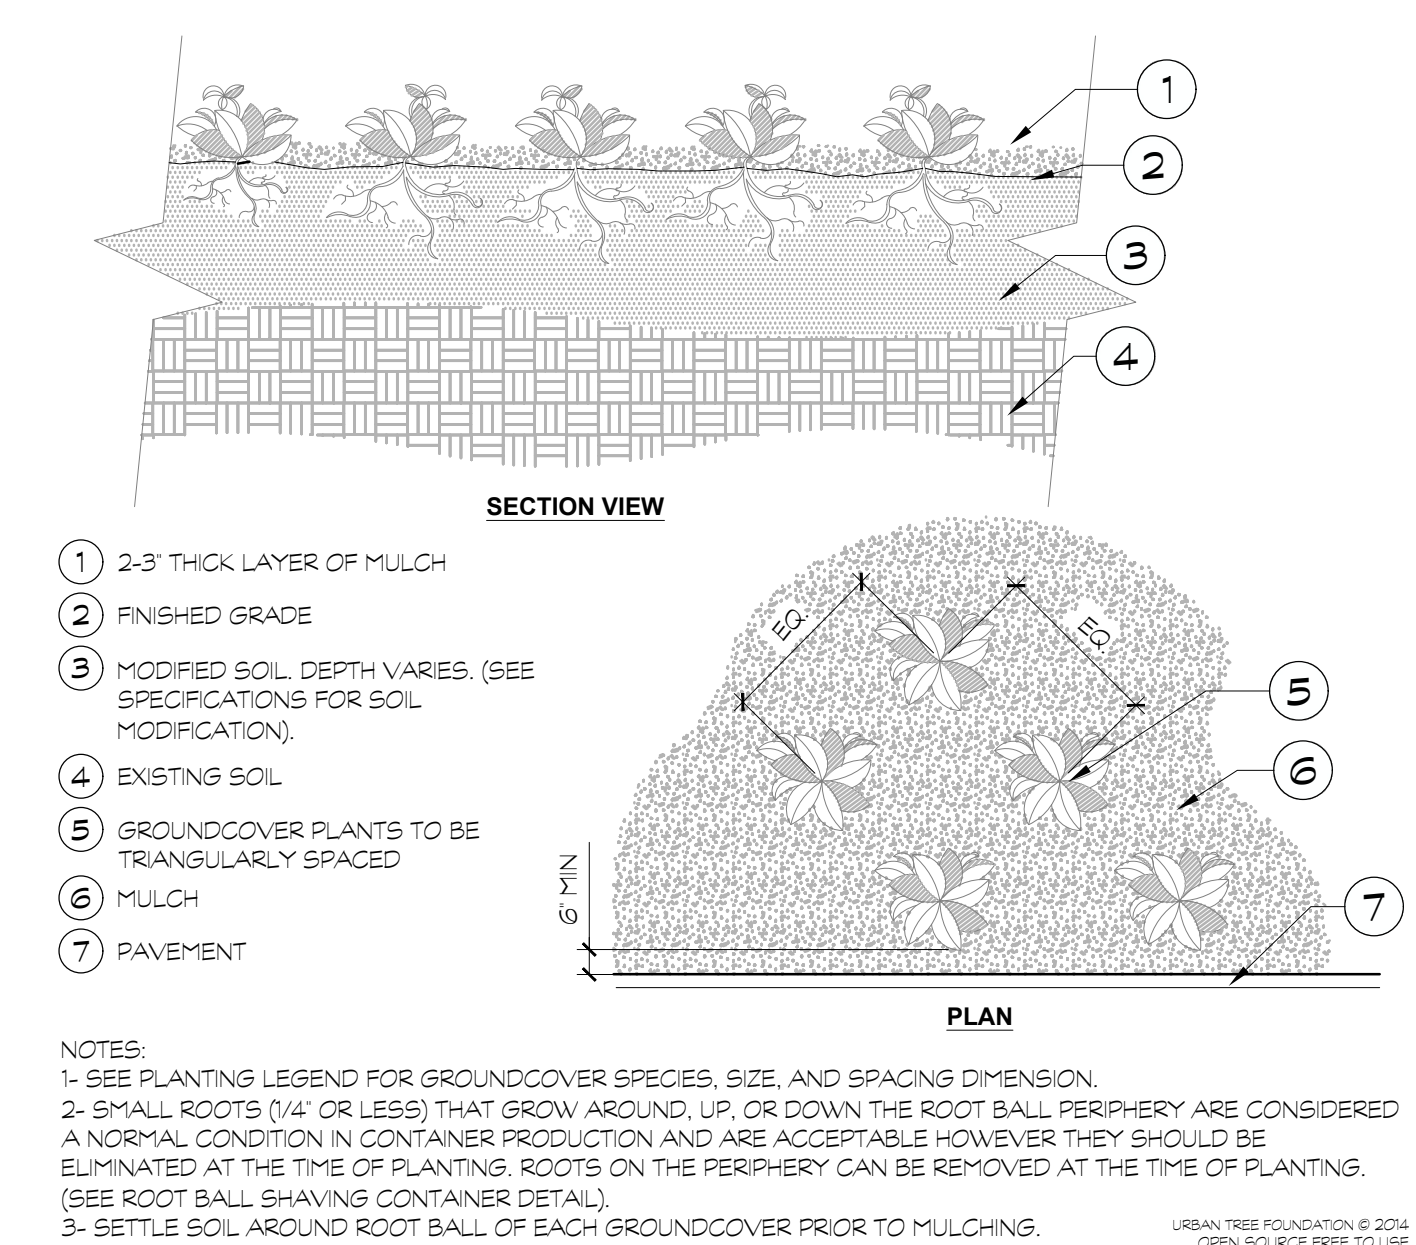 1
2
3
4
SECTION VIEW
1 2-3" THICK LAYER OF MULCH
2 FINISHED GRADE
3 MODIFIED SOIL. DEPTH VARIES. (SEE
SPECIFICATIONS FOR SOIL
MODIFICATION).
4 EXISTING SOIL
5 GROUNDCOVER PLANTS TO BE
TRIANGULARLY SPACED
6 MULCH
7 PAVEMENT
EQ.
EQ.
5
6
6" MIN
7
PLAN
NOTES:
1- SEE PLANTING LEGEND FOR GROUNDCOVER SPECIES, SIZE, AND SPACING DIMENSION.
2- SMALL ROOTS (1/4" OR LESS) THAT GROW AROUND, UP, OR DOWN THE ROOT BALL PERIPHERY ARE CONSIDERED
A NORMAL CONDITION IN CONTAINER PRODUCTION AND ARE ACCEPTABLE HOWEVER THEY SHOULD BE
ELIMINATED AT THE TIME OF PLANTING. ROOTS ON THE PERIPHERY CAN BE REMOVED AT THE TIME OF PLANTING.
(SEE ROOT BALL SHAVING CONTAINER DETAIL).
3- SETTLE SOIL AROUND ROOT BALL OF EACH GROUNDCOVER PRIOR TO MULCHING.
URBAN TREE FOUNDATION © 2014
OPEN SOURCE FREE TO USE